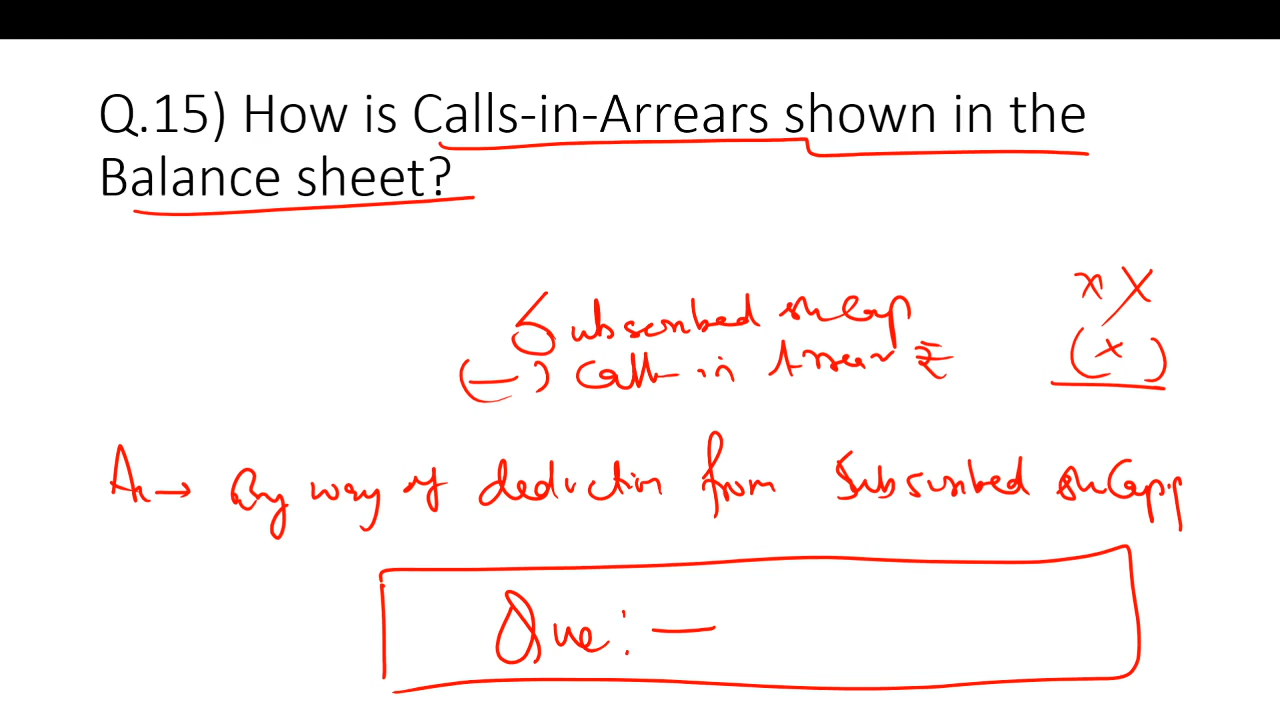 Q.15) How is Calls-in-Arrears shown in the
Balance sheet?
Subscribed sh Cap xX
(—) Calls in Arrear ₹ (x)
An → By way of deduction from Subscribed sh Cap.
Que: —